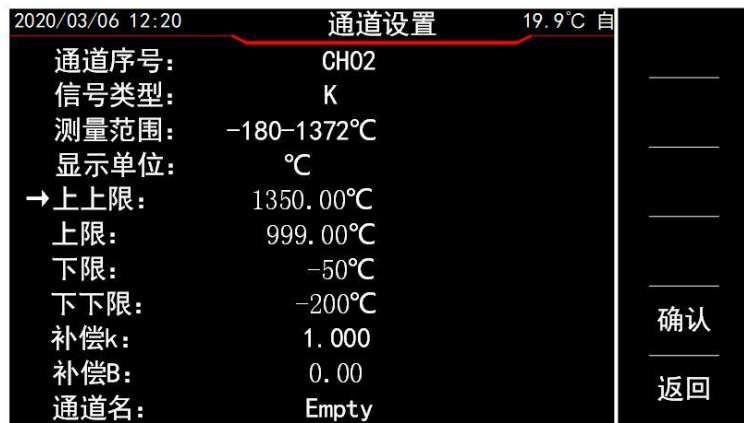 2020/03/06 12:20 通道设置 19.9℃ 自
通道序号： CH02
信号类型： K
测量范围： -180-1372℃
显示单位： ℃
→上上限： 1350.00℃
上限： 999.00℃
下限： -50℃
下下限： -200℃
补偿k： 1.000
补偿B： 0.00
通道名： Empty
确认
返回